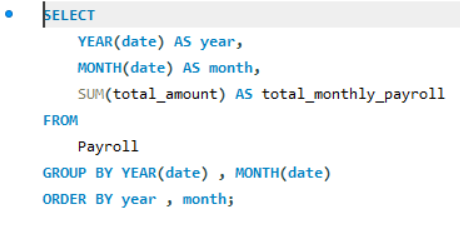 SELECT
    YEAR(date) AS year,
    MONTH(date) AS month,
    SUM(total_amount) AS total_monthly_payroll
FROM
    Payroll
GROUP BY YEAR(date) , MONTH(date)
ORDER BY year , month;